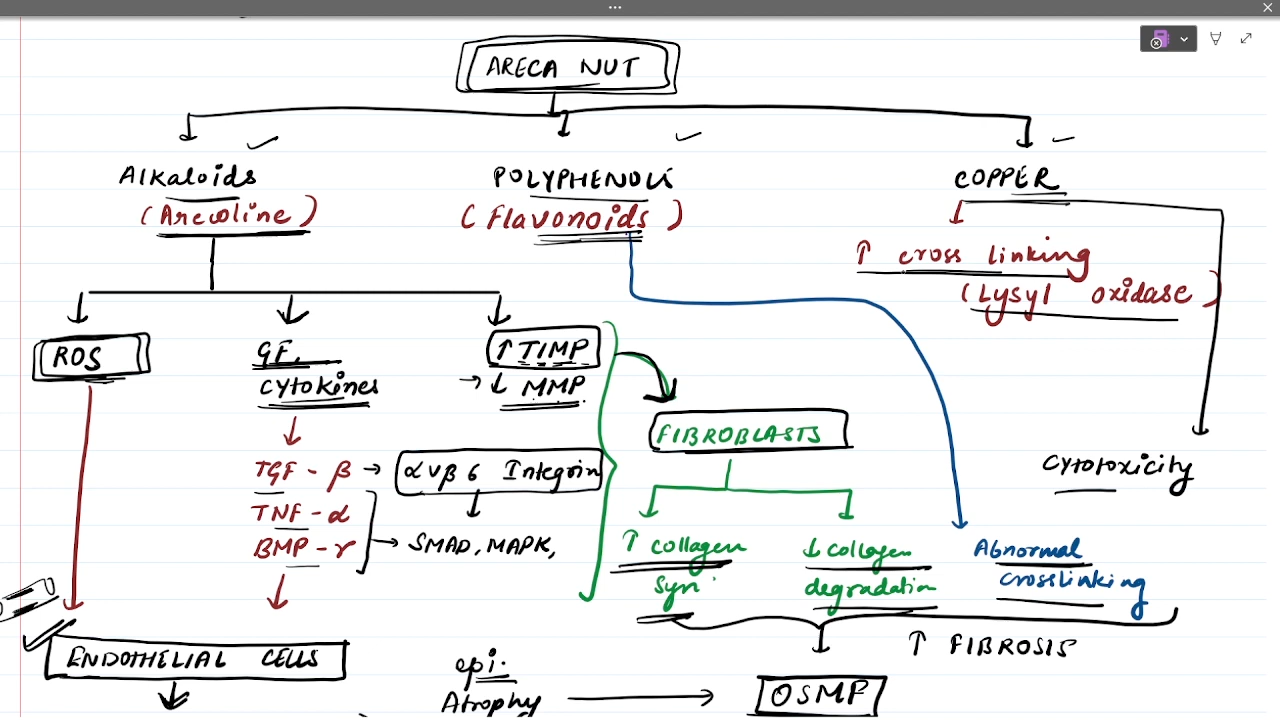 ARECA NUT
Alkaloids
(Arecoline)
POLYPHENOLS
(Flavonoids)
COPPER
↑ cross linking
(Lysyl oxidase)
ROS
GF,
cytokines
↑ TIMP
→ ↓ MMP
FIBROBLASTS
TGF - β → αvβ6 Integrin
TNF - α
BMP - r → SMAD, MAPK,
cytotoxicity
↑ collagen
syn.
↓ collagen
degradation
Abnormal
crosslinking
↑ FIBROSIS
ENDOTHELIAL CELLS
epi.
Atrophy
OSMF